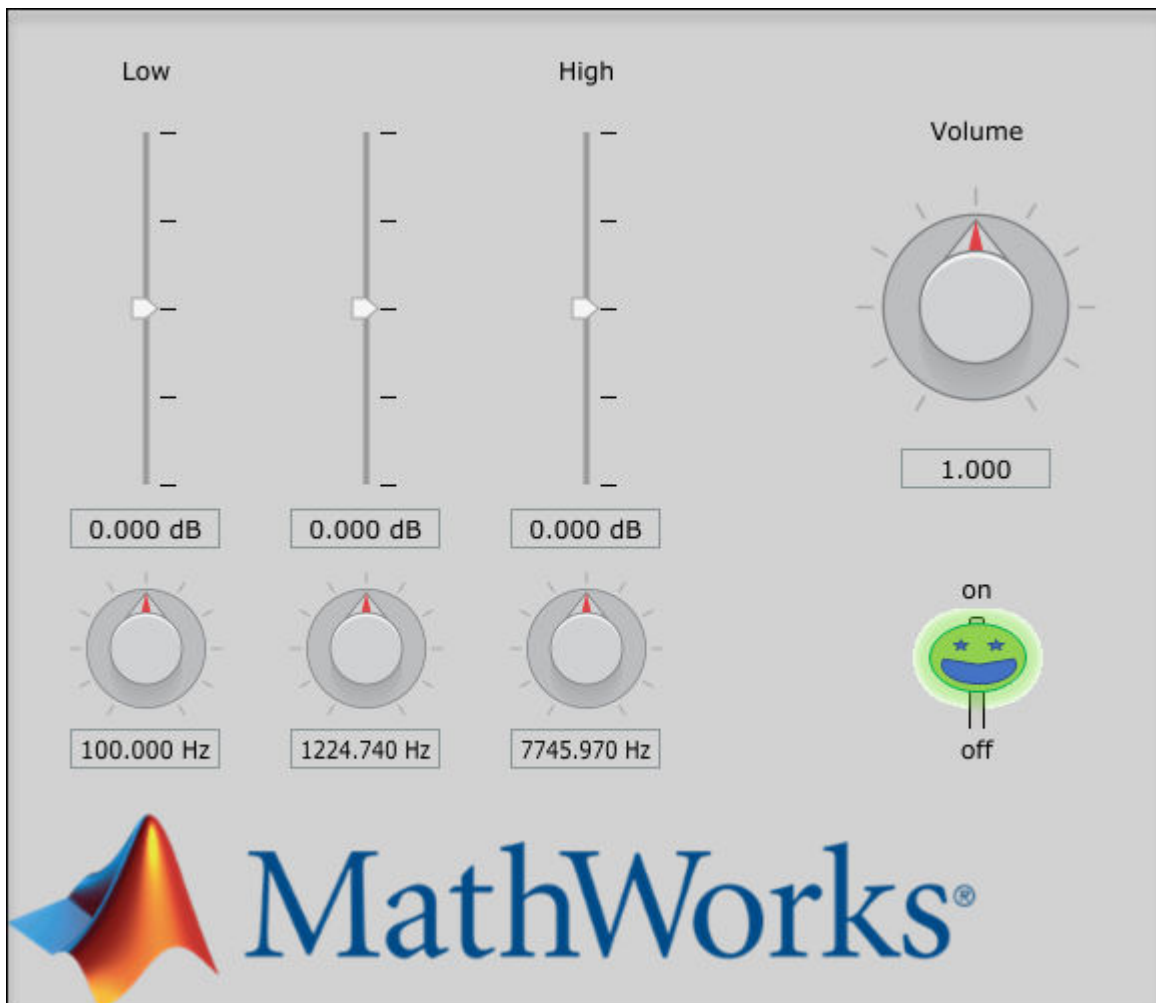 Low High
Volume
1.000
0.000 dB 0.000 dB 0.000 dB
on
100.000 Hz 1224.740 Hz 7745.970 Hz
off
MathWorks®